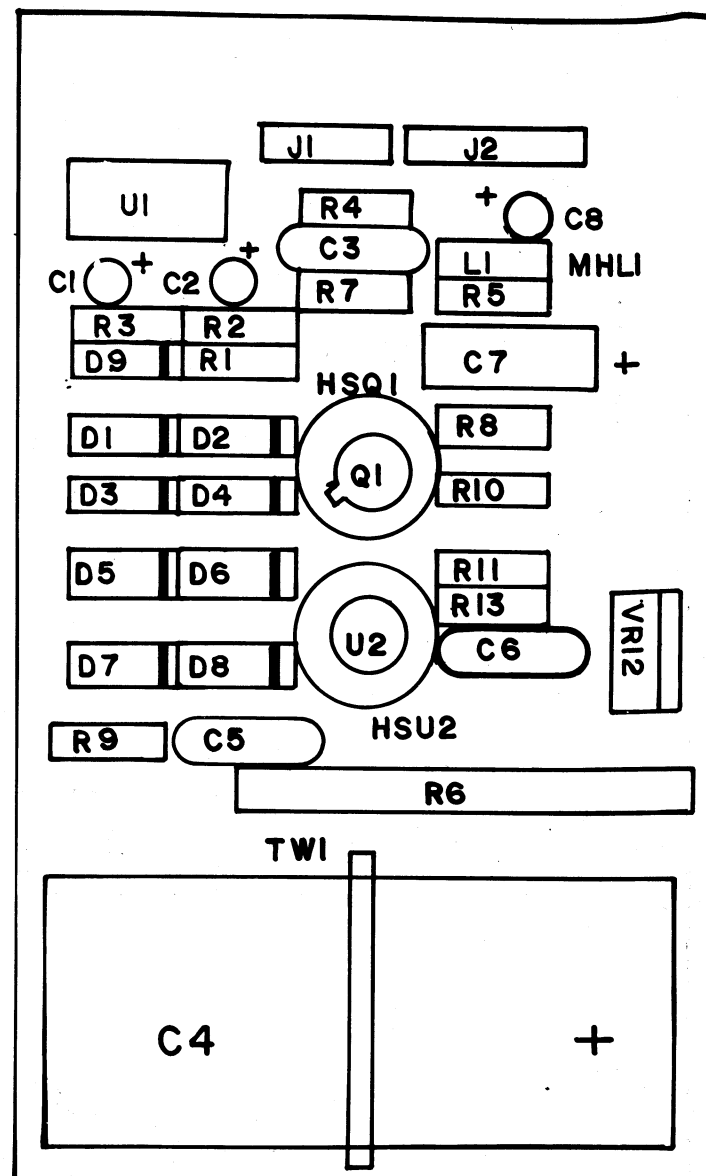 J1 J2
U1 R4 + C8
C3
C1 + C2 + L1 MHL1
R7 R5
R3 R2
D9 R1 C7 +
HSQ1
D1 D2 R8
D3 D4 Q1 R10
D5 D6 R11
R13 VR12
D7 D8 U2 C6
R9 C5 HSU2
R6
TW1
C4 +